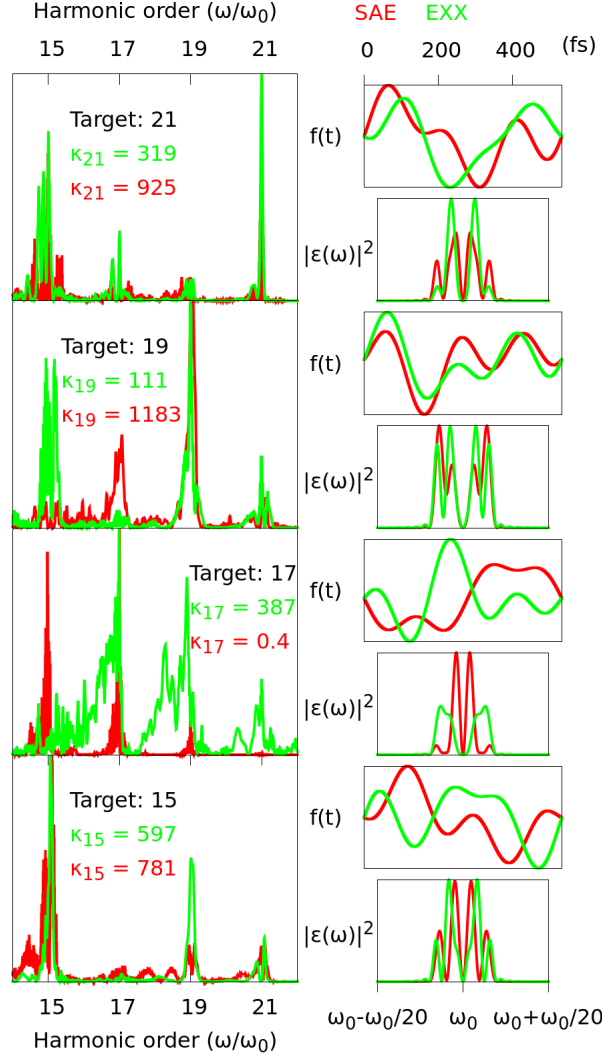 Harmonic order (ω/ω₀)
15 17 19 21
SAE EXX
0 200 400 (fs)
Target: 21
κ₂₁ = 319
κ₂₁ = 925
f(t)
|ε(ω)|²
Target: 19
κ₁₉ = 111
κ₁₉ = 1183
f(t)
|ε(ω)|²
Target: 17
κ₁₇ = 387
κ₁₇ = 0.4
f(t)
|ε(ω)|²
Target: 15
κ₁₅ = 597
κ₁₅ = 781
f(t)
|ε(ω)|²
15 17 19 21
Harmonic order (ω/ω₀)
ω₀-ω₀/20 ω₀ ω₀+ω₀/20